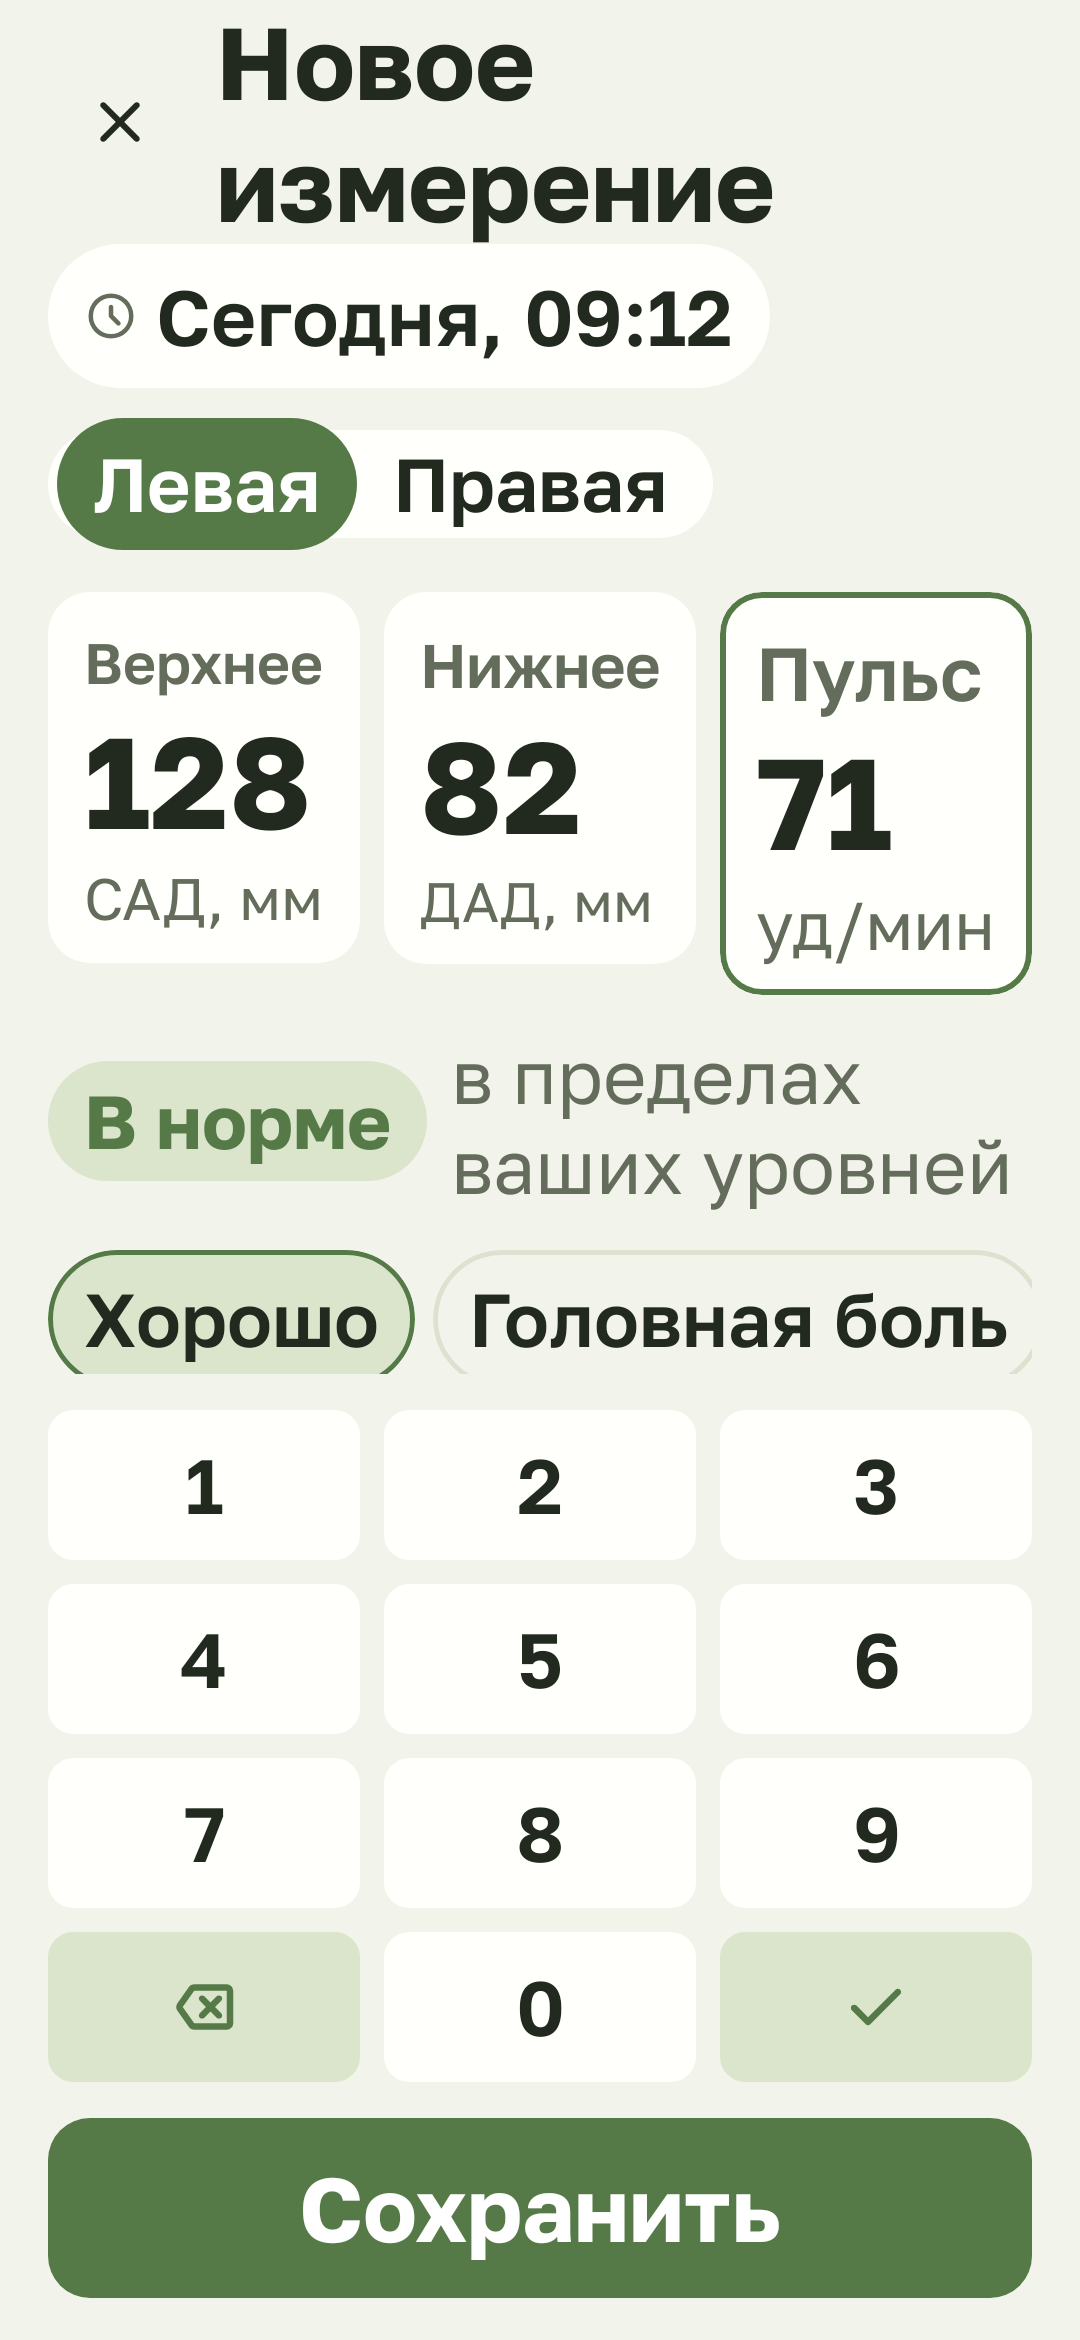 Новое
измерение
Сегодня, 09:12
Левая Правая
Верхнее Нижнее Пульс
128 82 71
САД, мм ДАД, мм уд/мин
В норме
в пределах
ваших уровней
Хорошо Головная боль
1 2 3
4 5 6
7 8 9
0
Сохранить